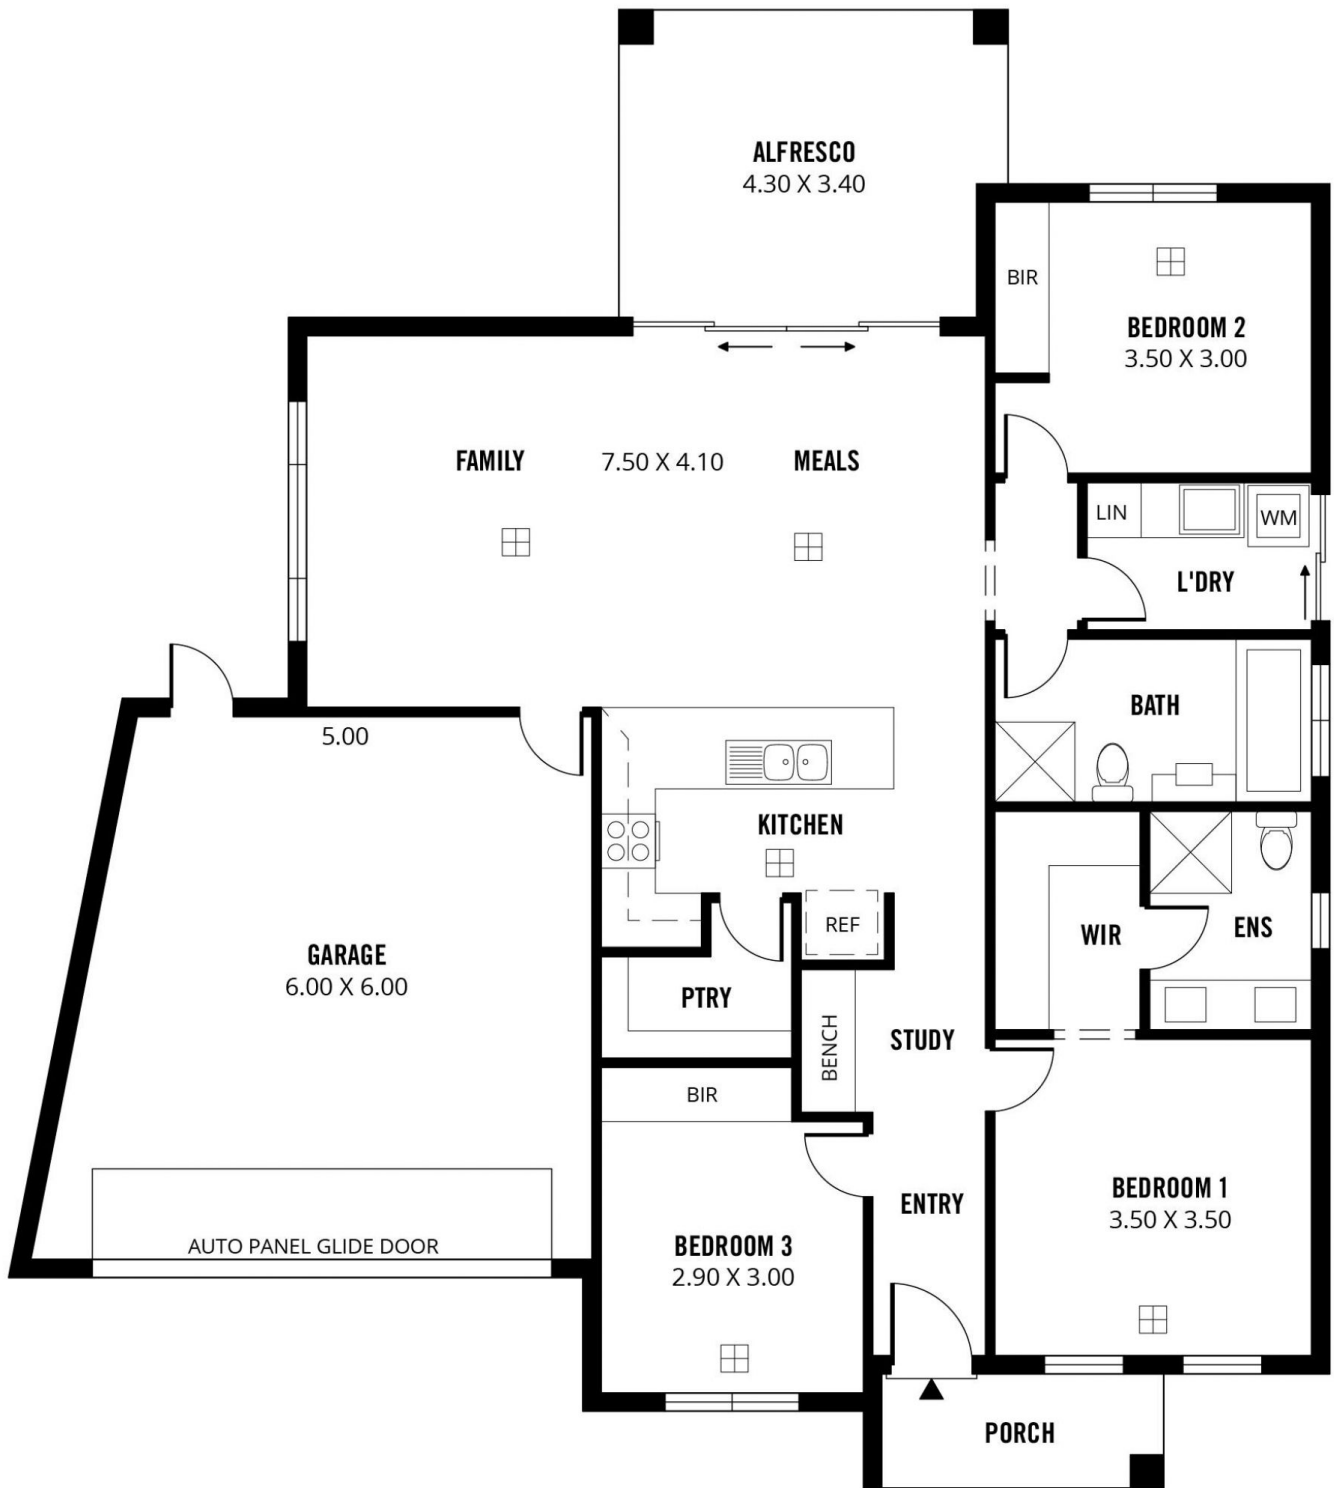 ALFRESCO
4.30 X 3.40
BIR
BEDROOM 2
3.50 X 3.00
FAMILY
7.50 X 4.10
MEALS
LIN
WM
L'DRY
BATH
5.00
KITCHEN
REF
WIR
ENS
GARAGE
6.00 X 6.00
PTRY
BENCH
STUDY
BIR
BEDROOM 1
3.50 X 3.50
ENTRY
AUTO PANEL GLIDE DOOR
BEDROOM 3
2.90 X 3.00
PORCH